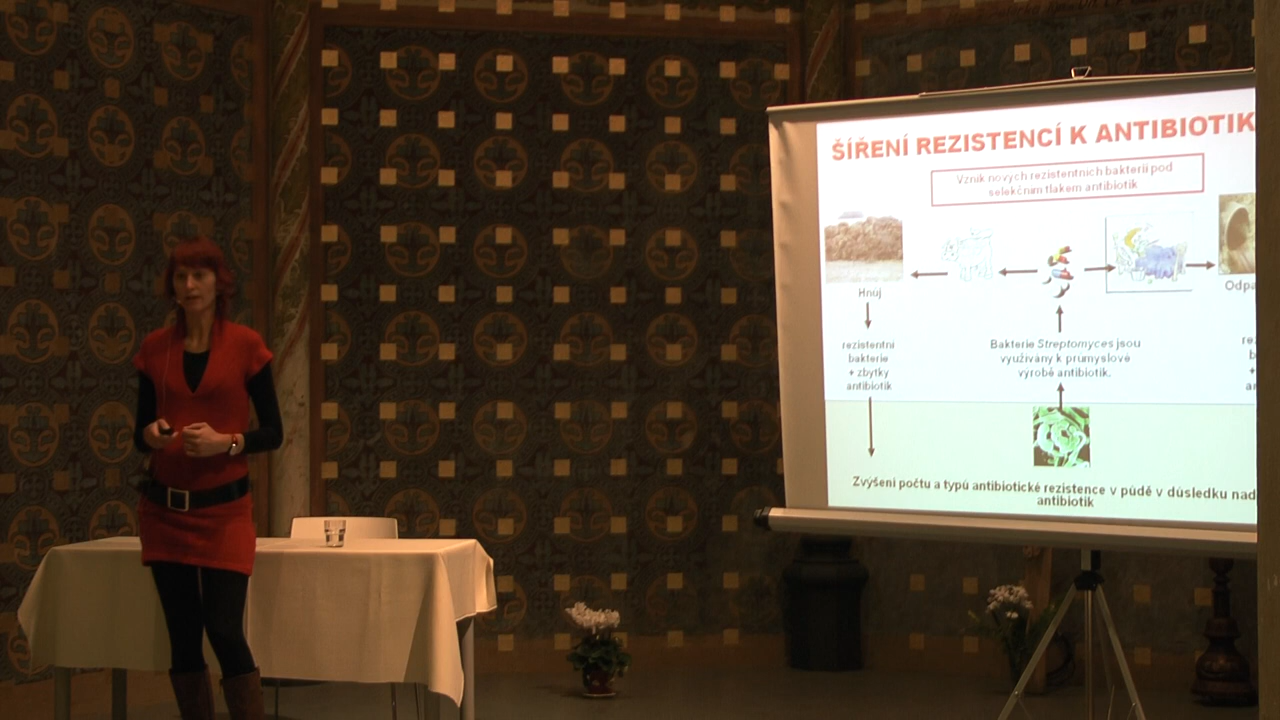 ŠÍŘENÍ REZISTENCÍ K ANTIBIOTIK
Vznik nových rezistentních bakterií pod
selekčním tlakem antibiotik
Hnůj
Odpa
rezistentní
bakterie
+ zbytky
antibiotik
Bakterie Streptomyces jsou
využívány k průmyslové
výrobě antibiotik.
Zvýšení počtu a typů antibiotické rezistence v půdě v důsledku nad
antibiotik